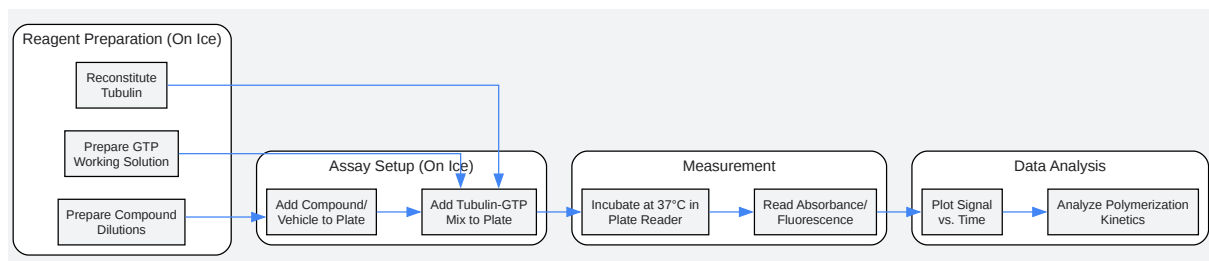 Reagent Preparation (On Ice)
Reconstitute
Tubulin
Prepare GTP
Working Solution
Prepare Compound
Dilutions
Assay Setup (On Ice)
Add Compound/
Vehicle to Plate
Add Tubulin-GTP
Mix to Plate
Measurement
Incubate at 37°C in
Plate Reader
Read Absorbance/
Fluorescence
Data Analysis
Plot Signal
vs. Time
Analyze Polymerization
Kinetics